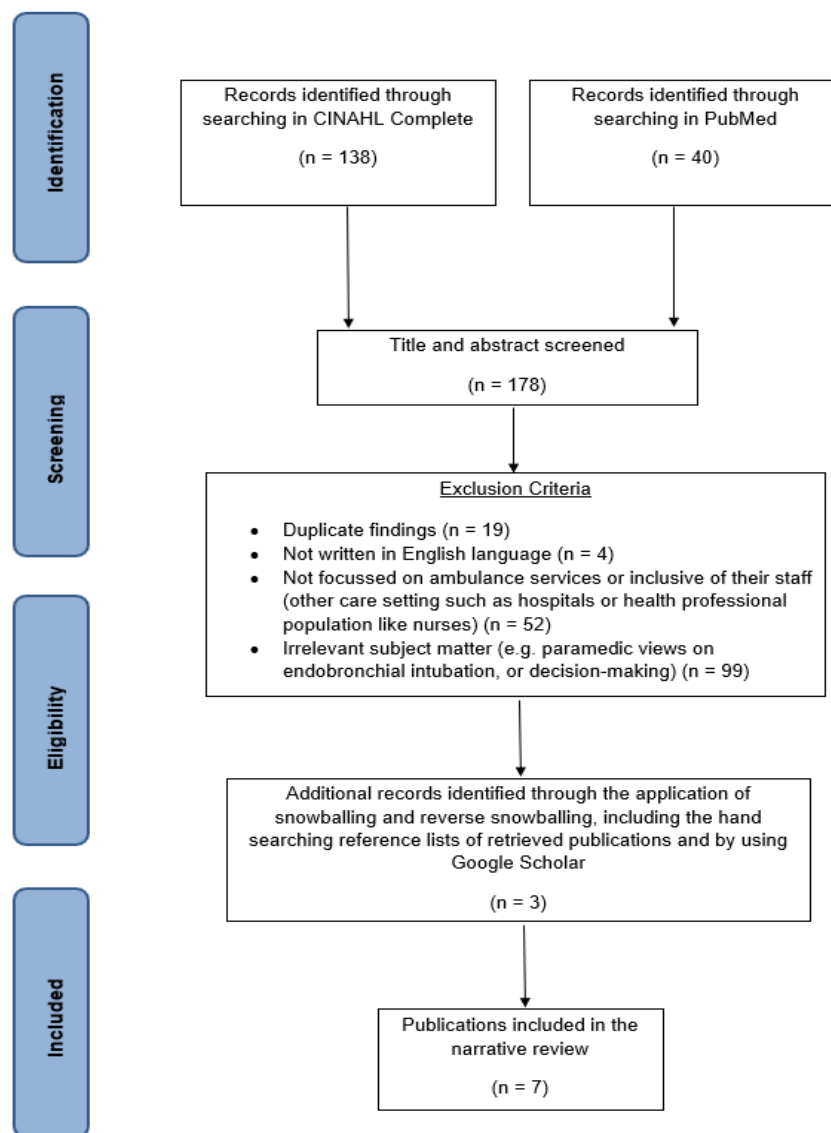 Identification
Records identified through
searching in CINAHL Complete
(n = 138)
Records identified through
searching in PubMed
(n = 40)
Screening
Title and abstract screened
(n = 178)
Exclusion Criteria
• Duplicate findings (n = 19)
• Not written in English language (n = 4)
• Not focussed on ambulance services or inclusive of their staff
(other care setting such as hospitals or health professional
population like nurses) (n = 52)
• Irrelevant subject matter (e.g. paramedic views on
endobronchial intubation, or decision-making) (n = 99)
Eligibility
Additional records identified through the application of
snowballing and reverse snowballing, including the hand
searching reference lists of retrieved publications and by using
Google Scholar
(n = 3)
Included
Publications included in the
narrative review
(n = 7)